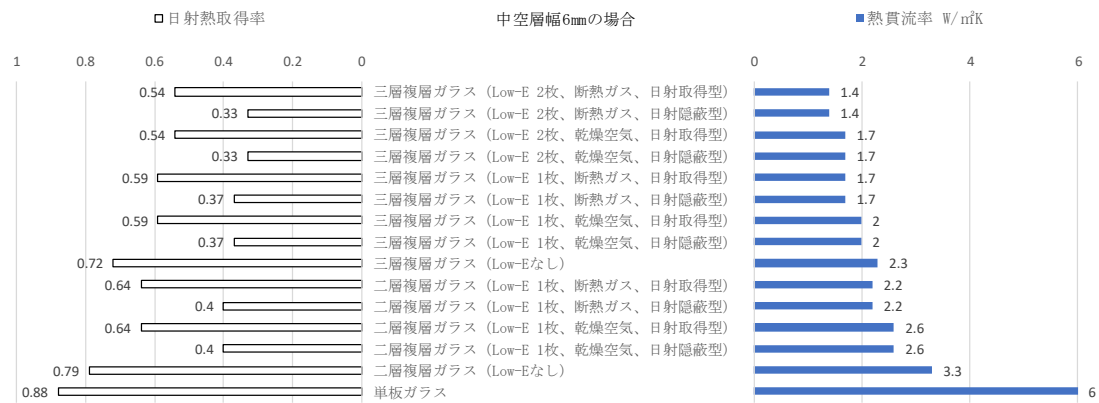 □日射熱取得率 中空層幅6㎜の場合 ■熱貫流率 W/㎡K
1 0.8 0.6 0.4 0.2 0 0 2 4 6
0.54 三層複層ガラス (Low-E 2枚、断熱ガス、日射取得型) 1.4
0.33 三層複層ガラス (Low-E 2枚、断熱ガス、日射隠蔽型) 1.4
0.54 三層複層ガラス (Low-E 2枚、乾燥空気、日射取得型) 1.7
0.33 三層複層ガラス (Low-E 2枚、乾燥空気、日射隠蔽型) 1.7
0.59 三層複層ガラス (Low-E 1枚、断熱ガス、日射取得型) 1.7
0.37 三層複層ガラス (Low-E 1枚、断熱ガス、日射隠蔽型) 1.7
0.59 三層複層ガラス (Low-E 1枚、乾燥空気、日射取得型) 2
0.37 三層複層ガラス (Low-E 1枚、乾燥空気、日射隠蔽型) 2
0.72 三層複層ガラス (Low-Eなし) 2.3
0.64 二層複層ガラス (Low-E 1枚、断熱ガス、日射取得型) 2.2
0.4 二層複層ガラス (Low-E 1枚、断熱ガス、日射隠蔽型) 2.2
0.64 二層複層ガラス (Low-E 1枚、乾燥空気、日射取得型) 2.6
0.4 二層複層ガラス (Low-E 1枚、乾燥空気、日射隠蔽型) 2.6
0.79 二層複層ガラス (Low-Eなし) 3.3
0.88 単板ガラス 6